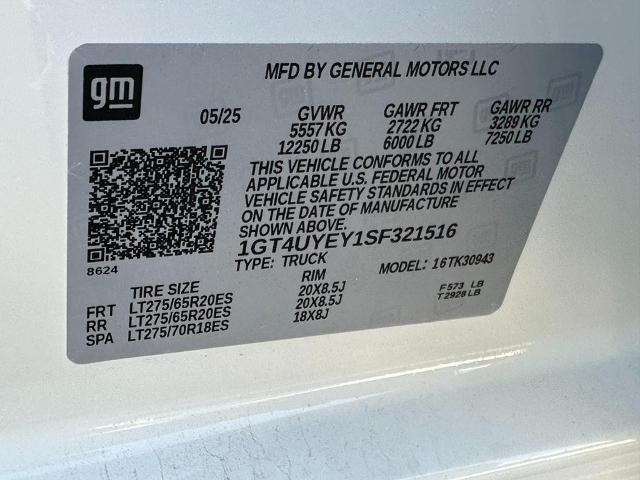 gm
MFD BY GENERAL MOTORS LLC
05/25 GVWR GAWR FRT GAWR RR
5557 KG 2722 KG 3289 KG
12250 LB 6000 LB 7250 LB
THIS VEHICLE CONFORMS TO ALL
APPLICABLE U.S. FEDERAL MOTOR
VEHICLE SAFETY STANDARDS IN EFFECT
ON THE DATE OF MANUFACTURE
SHOWN ABOVE.
1GT4UYEY1SF321516
8624
TYPE: TRUCK MODEL: 16TK30943
TIRE SIZE RIM
FRT LT275/65R20ES 20X8.5J F 573 LB
RR LT275/65R20ES 20X8.5J T 2928 LB
SPA LT275/70R18ES 18X8J